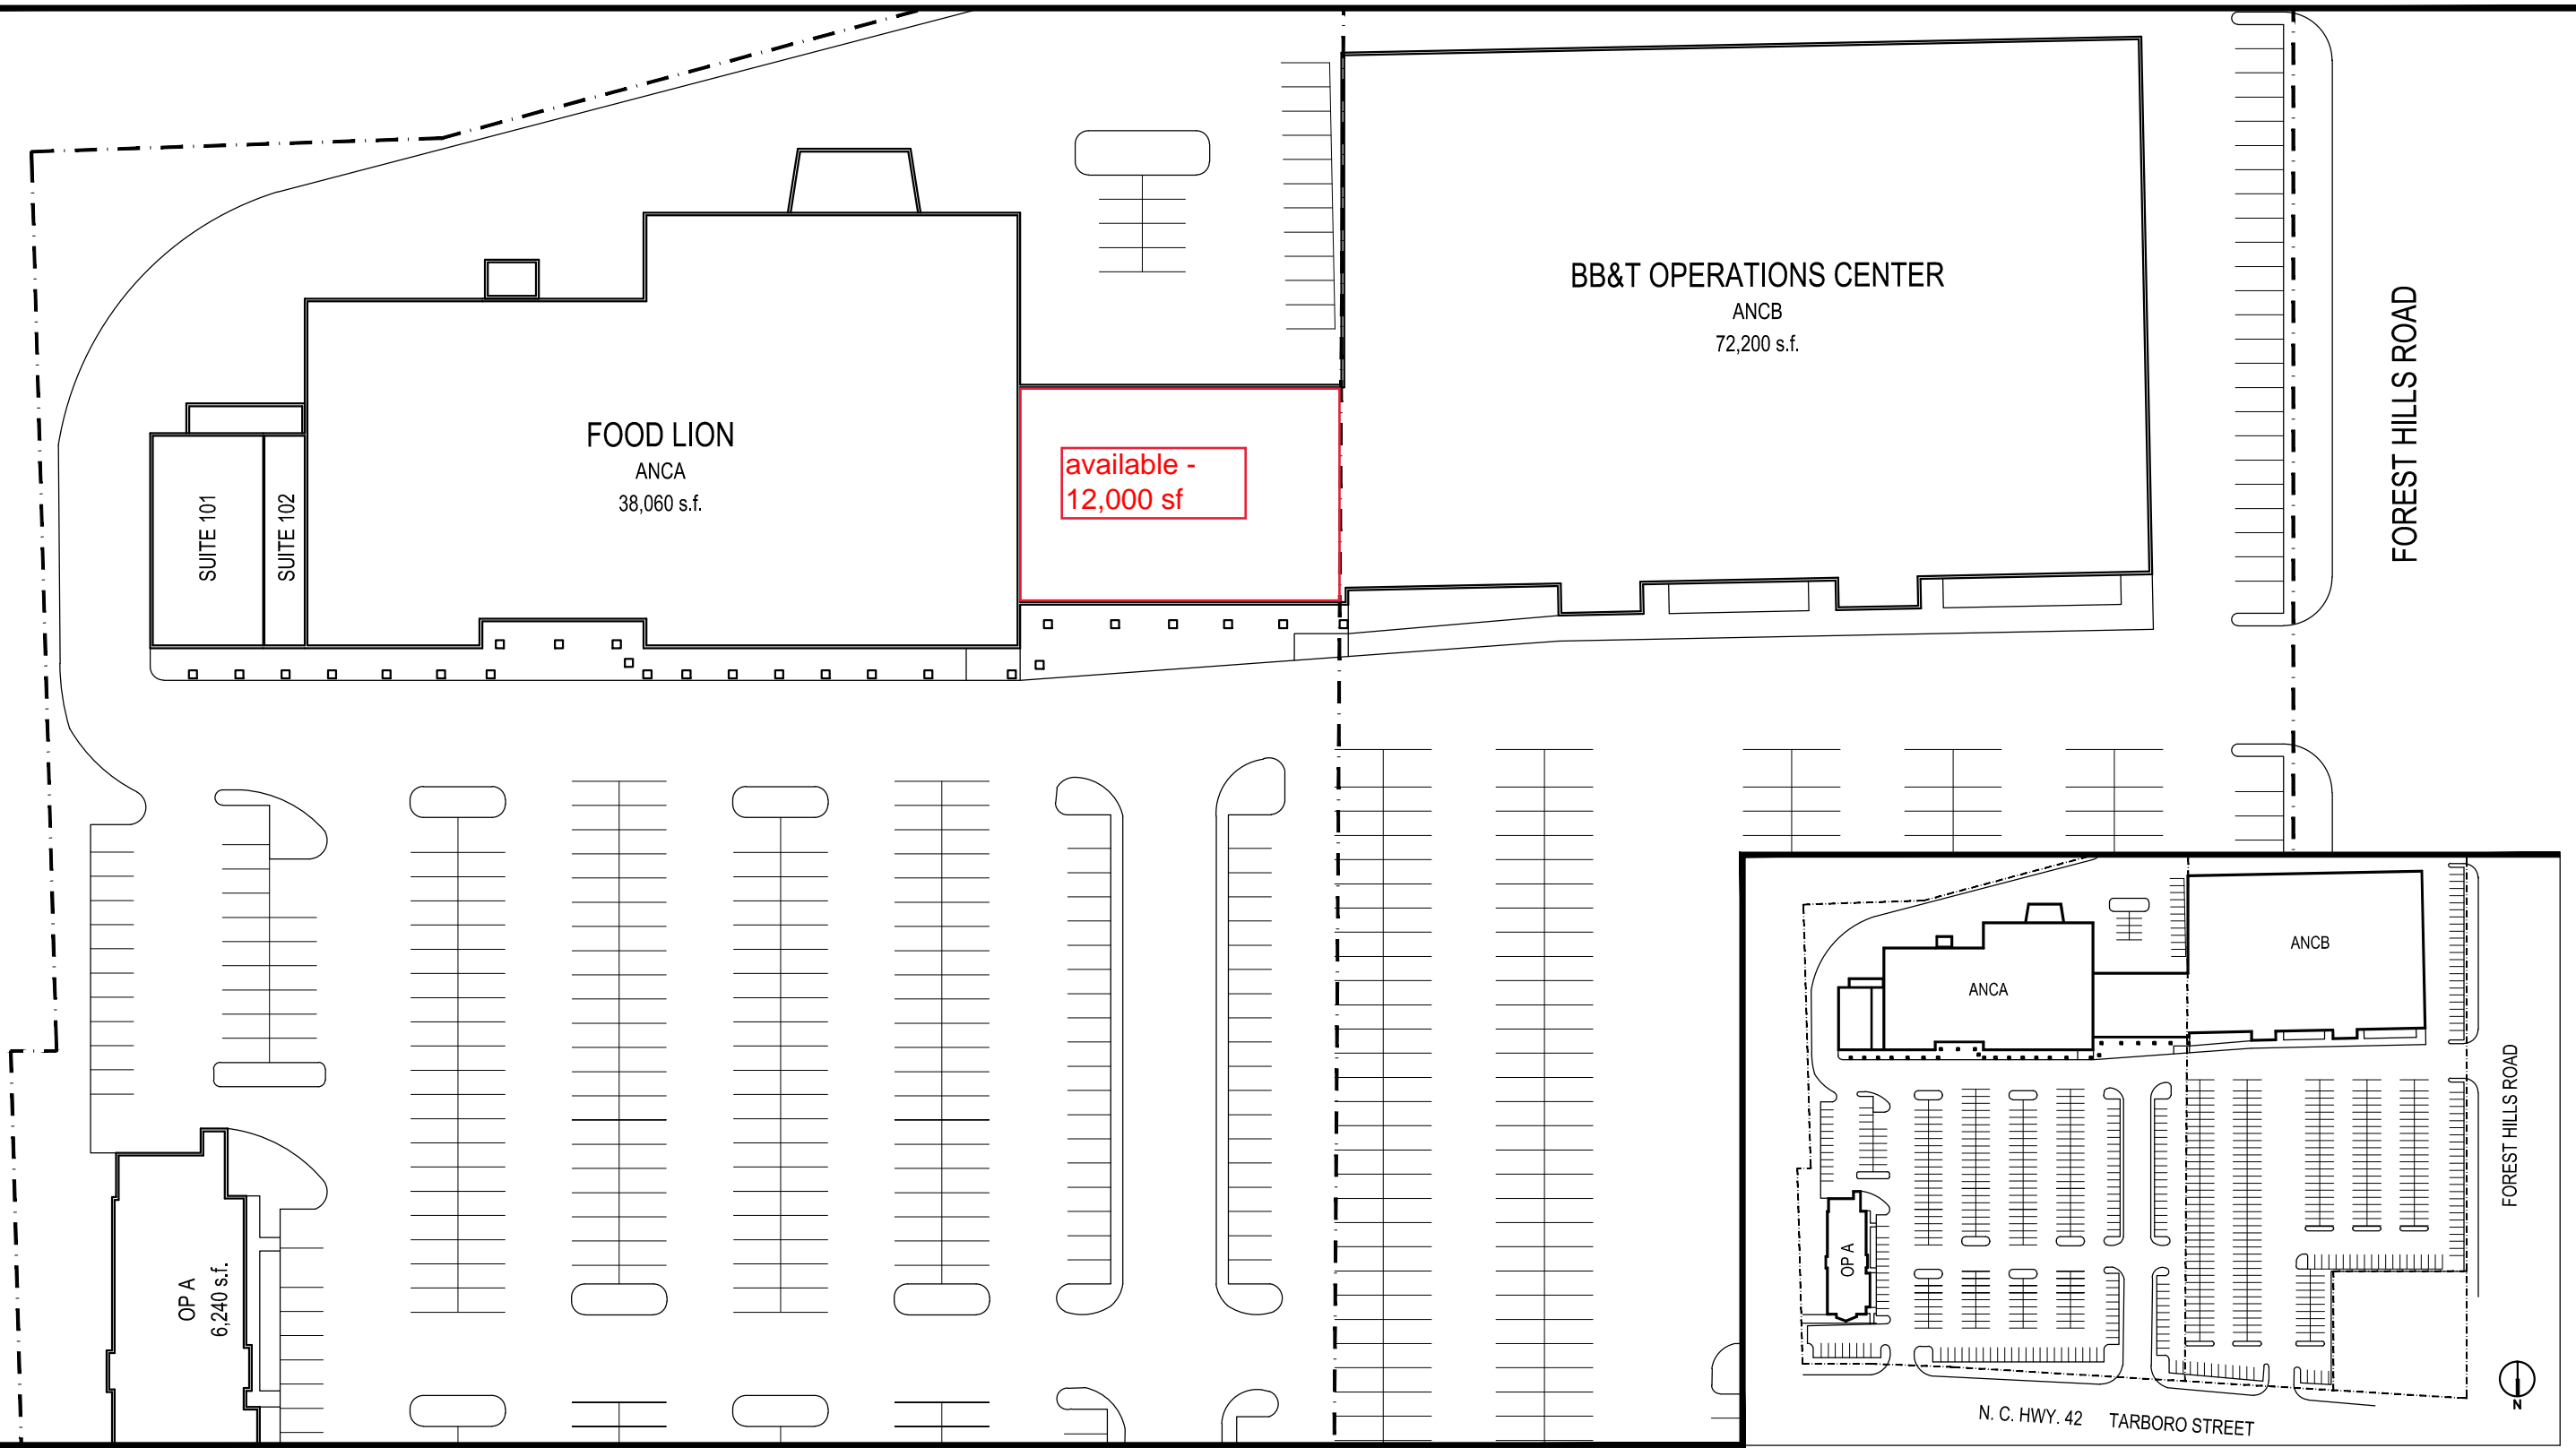 BB&T OPERATIONS CENTER
ANCB
72,200 s.f.
FOREST HILLS ROAD
FOOD LION
ANCA
38,060 s.f.
available -
12,000 sf
SUITE 101
SUITE 102
OP A
6,240 s.f.
ANCB
ANCA
FOREST HILLS ROAD
OP A
N. C. HWY. 42 TARBORO STREET
N